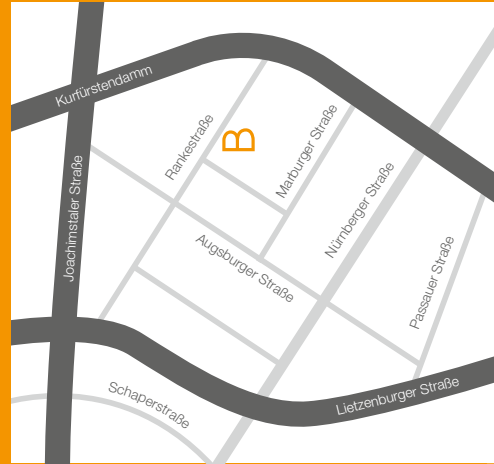 Kurfürstendamm
Rankestraße
B
Marburger Straße
Joachimstaler Straße
Nürnberger Straße
Augsburger Straße
Passauer Straße
Schaperstraße
Lietzenburger Straße